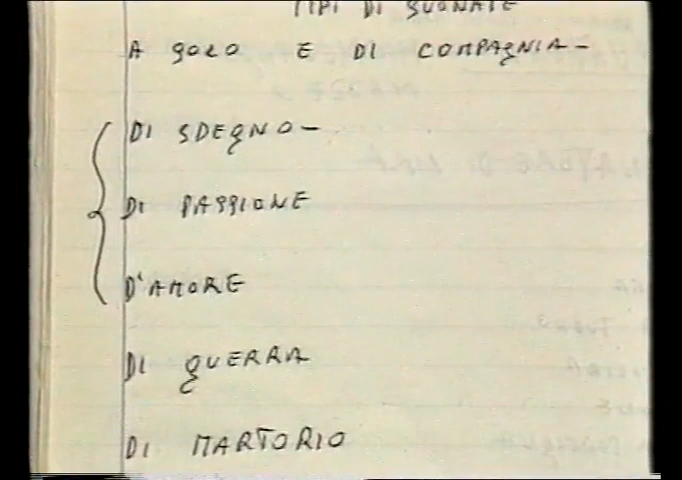 TIPI DI SUONATE
A SOLO E DI COMPAGNIA -
DI SDEGNO -
DI PASSIONE
D'AMORE
DI GUERRA
DI MARTORIO